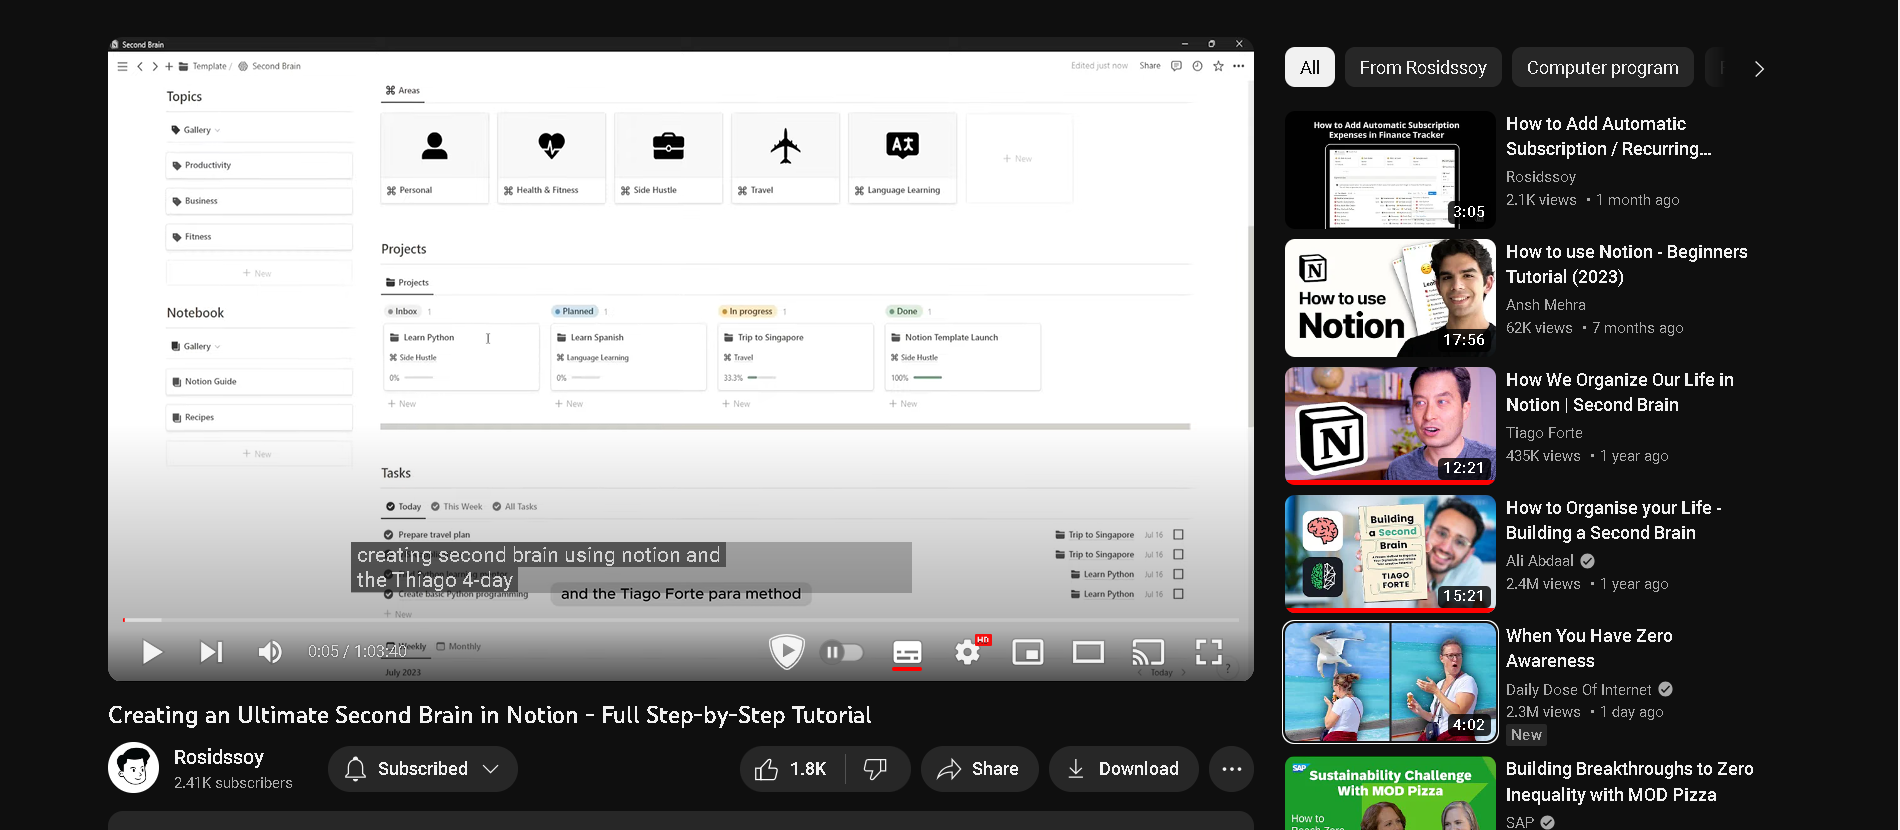 Second Brain
Template / Second Brain
Edited just now Share
Topics
Gallery
Productivity
Business
Fitness
+ New
Notebook
Gallery
Notion Guide
Recipes
+ New
Areas
Personal
Health & Fitness
Side Hustle
Travel
Language Learning
+ New
Projects
Projects
Inbox 1
Learn Python
Side Hustle
0%
+ New
Planned 1
Learn Spanish
Language Learning
0%
+ New
In progress 1
Trip to Singapore
Travel
33.3%
+ New
Done 1
Notion Template Launch
Side Hustle
100%
+ New
Tasks
Today This Week All Tasks
Prepare travel plan Trip to Singapore Jul 16
Trip to Singapore Jul 16
Learn Python Jul 16
Create basic Python programming Learn Python Jul 16
+ New
creating second brain using notion and
the Thiago 4-day
and the Tiago Forte para method
Weekly Monthly
July 2023 Today
0:05 / 1:03:40
HD
Creating an Ultimate Second Brain in Notion - Full Step-by-Step Tutorial
Rosidssoy
2.41K subscribers
Subscribed
1.8K
Share
Download
All
From Rosidssoy
Computer program
How to Add Automatic Subscription
Expenses in Finance Tracker
3:05
How to Add Automatic
Subscription / Recurring...
Rosidssoy
2.1K views • 1 month ago
How to use
Notion
17:56
How to use Notion - Beginners
Tutorial (2023)
Ansh Mehra
62K views • 7 months ago
12:21
How We Organize Our Life in
Notion | Second Brain
Tiago Forte
435K views • 1 year ago
Building
a Second
Brain
TIAGO
FORTE
15:21
How to Organise your Life -
Building a Second Brain
Ali Abdaal
2.4M views • 1 year ago
4:02
When You Have Zero
Awareness
Daily Dose Of Internet
2.3M views • 1 day ago
New
SAP
Sustainability Challenge
With MOD Pizza
How to
Reach Zero
Building Breakthroughs to Zero
Inequality with MOD Pizza
SAP